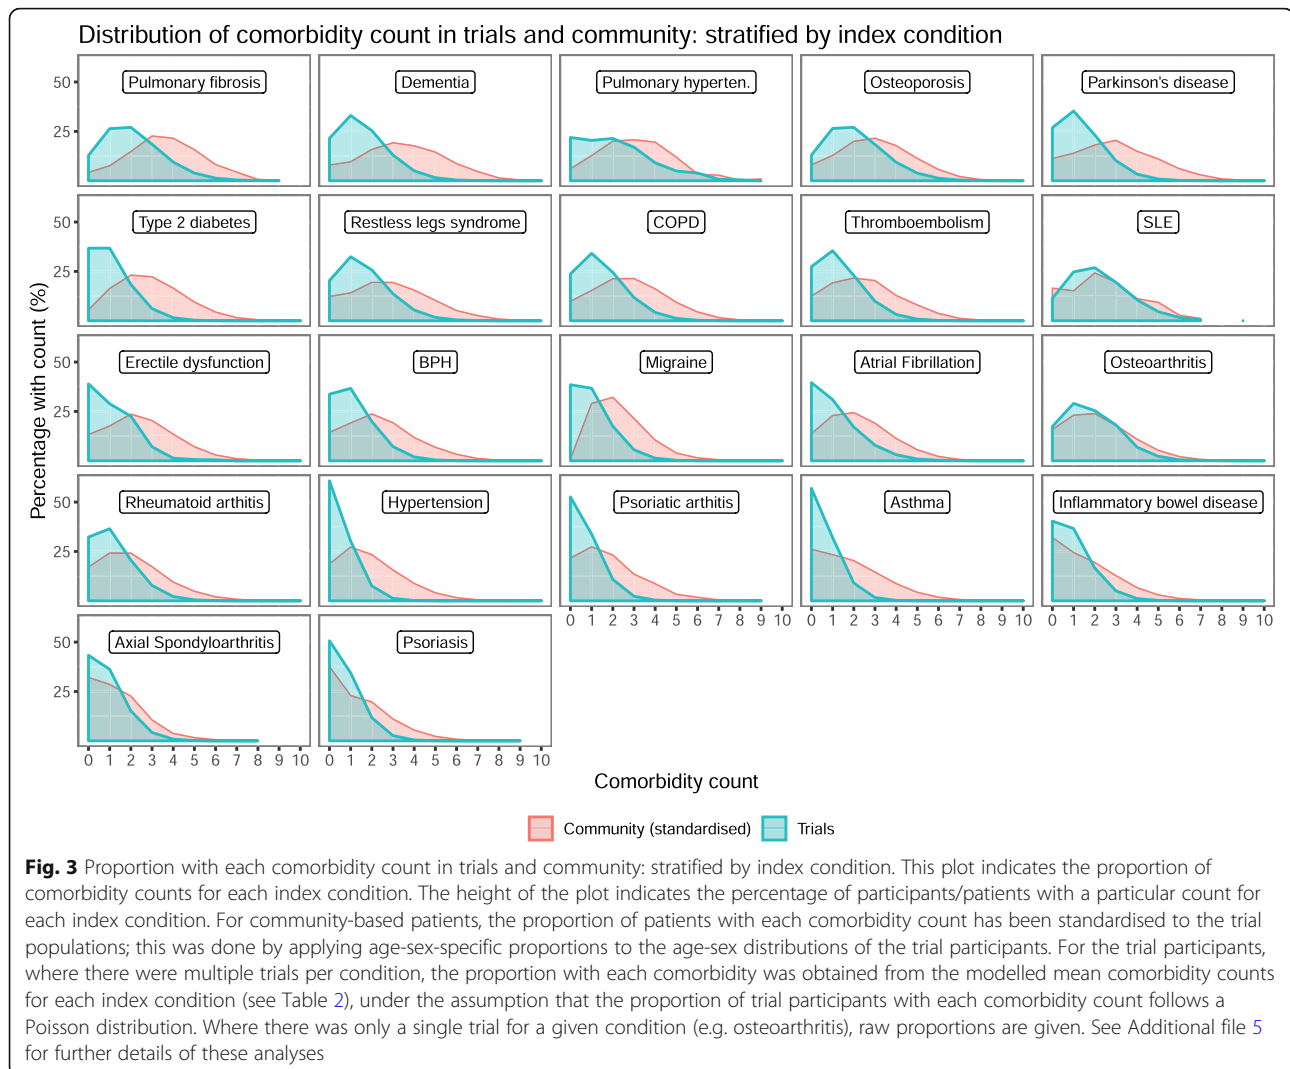 Distribution of comorbidity count in trials and community: stratified by index condition
Percentage with count (%)
50
25
Pulmonary fibrosis
Dementia
Pulmonary hyperten.
Osteoporosis
Parkinson's disease
50
25
Type 2 diabetes
Restless legs syndrome
COPD
Thromboembolism
SLE
50
25
Erectile dysfunction
BPH
Migraine
Atrial Fibrillation
Osteoarthritis
50
25
Rheumatoid arthritis
Hypertension
Psoriatic arthitis
Asthma
Inflammatory bowel disease
0 1 2 3 4 5 6 7 8 9 10
0 1 2 3 4 5 6 7 8 9 10
0 1 2 3 4 5 6 7 8 9 10
50
25
Axial Spondyloarthritis
Psoriasis
0 1 2 3 4 5 6 7 8 9 10
0 1 2 3 4 5 6 7 8 9 10
Comorbidity count
Community (standardised)
Trials
Fig. 3 Proportion with each comorbidity count in trials and community: stratified by index condition. This plot indicates the proportion of
comorbidity counts for each index condition. The height of the plot indicates the percentage of participants/patients with a particular count for
each index condition. For community-based patients, the proportion of patients with each comorbidity count has been standardised to the trial
populations; this was done by applying age-sex-specific proportions to the age-sex distributions of the trial participants. For the trial participants,
where there were multiple trials per condition, the proportion with each comorbidity was obtained from the modelled mean comorbidity counts
for each index condition (see Table 2), under the assumption that the proportion of trial participants with each comorbidity count follows a
Poisson distribution. Where there was only a single trial for a given condition (e.g. osteoarthritis), raw proportions are given. See Additional file 5
for further details of these analyses